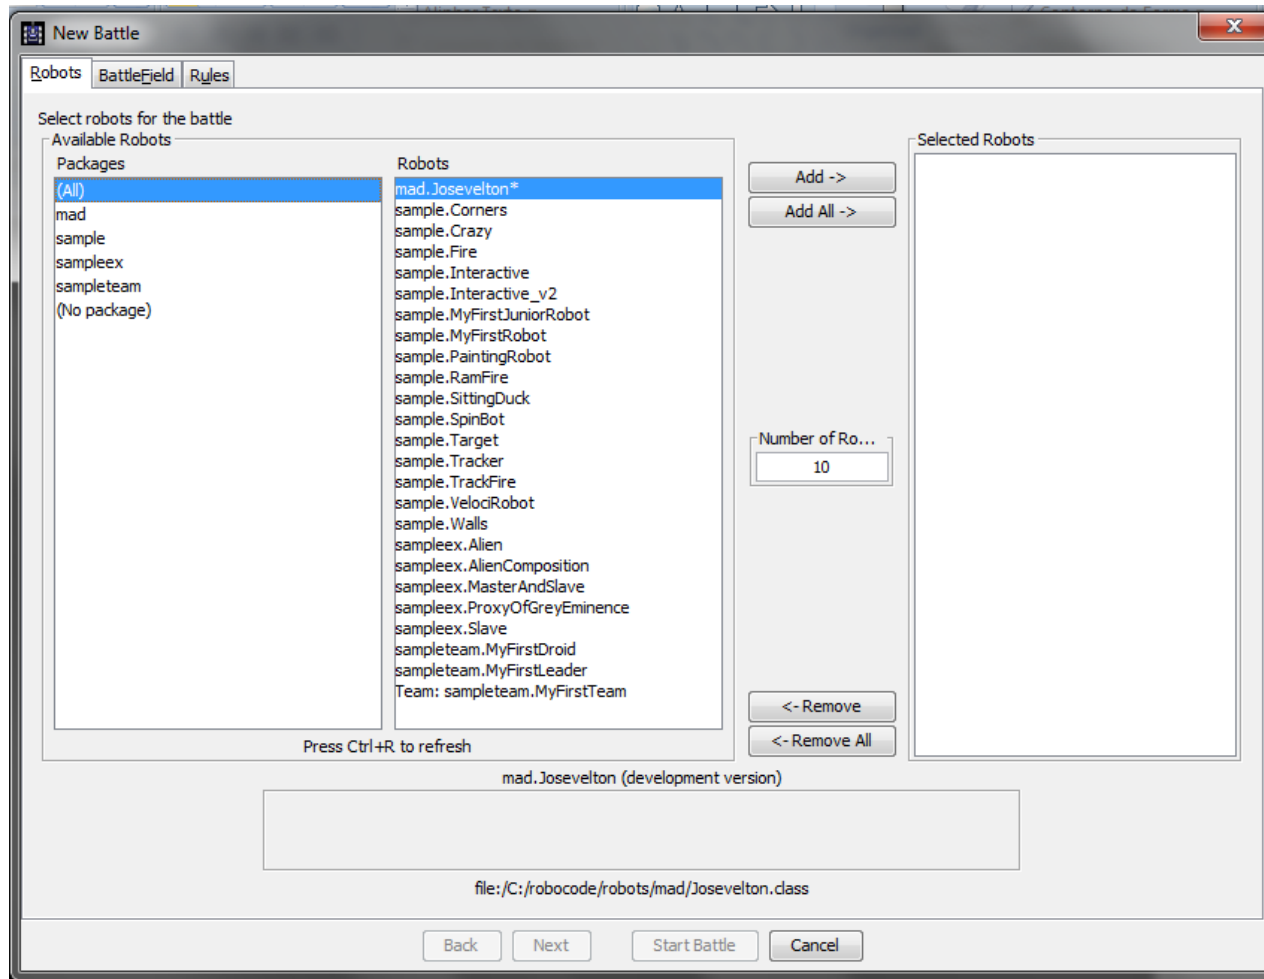 New Battle
Robots
BattleField
Rules
Select robots for the battle
Available Robots
Packages
(All)
mad
sample
sampleex
sampleteam
(No package)
Robots
mad.Josevelton*
sample.Corners
sample.Crazy
sample.Fire
sample.Interactive
sample.Interactive_v2
sample.MyFirstJuniorRobot
sample.MyFirstRobot
sample.PaintingRobot
sample.RamFire
sample.SittingDuck
sample.SpinBot
sample.Target
sample.Tracker
sample.TrackFire
sample.VelociRobot
sample.Walls
sampleex.Alien
sampleex.AlienComposition
sampleex.MasterAndSlave
sampleex.ProxyOfGreyEminence
sampleex.Slave
sampleteam.MyFirstDroid
sampleteam.MyFirstLeader
Team: sampleteam.MyFirstTeam
Press Ctrl+R to refresh
Add ->
Add All ->
Number of Ro...
10
<- Remove
<- Remove All
Selected Robots
mad.Josevelton (development version)
file:/C:/robocode/robots/mad/Josevelton.class
Back
Next
Start Battle
Cancel